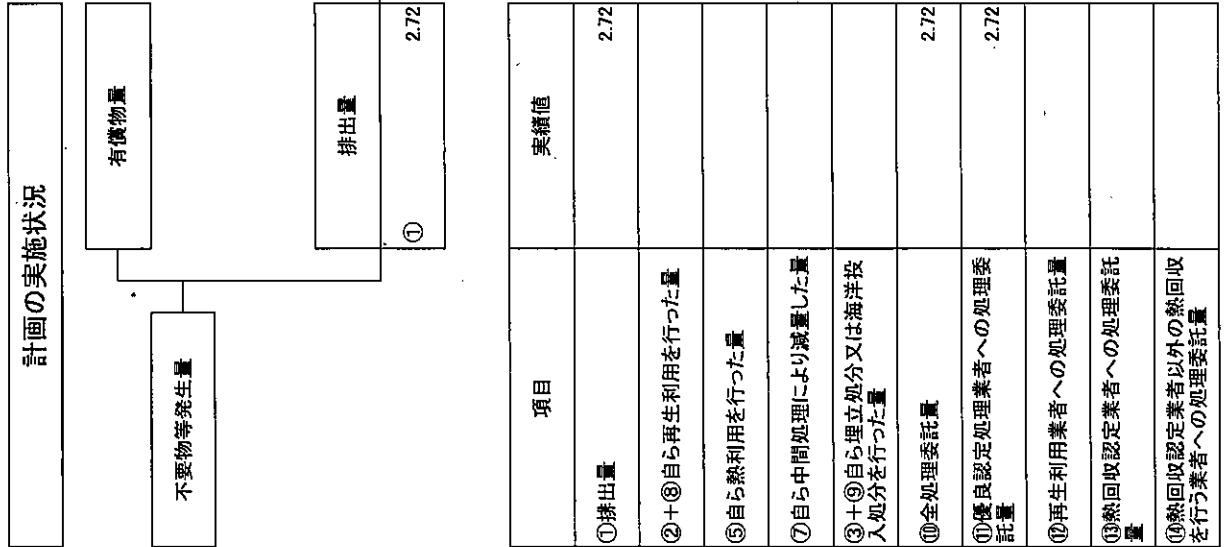 計画の実施状況
不要物等発生量
有償物量
排出量
① 2.72
項目 実績値
①排出量 2.72
②+⑧自ら再生利用を行った量
⑤自ら熱利用を行った量
⑦自ら中間処理により減量した量
③+⑨自ら埋立処分又は海洋投
入処分を行った量
⑩全処理委託量 2.72
⑪優良認定処理業者への処理委
託量 2.72
⑫再生利用業者への処理委託量
⑬熱回収認定業者への処理委託
量
⑭熱回収認定業者以外の熱回収
を行う業者への処理委託量